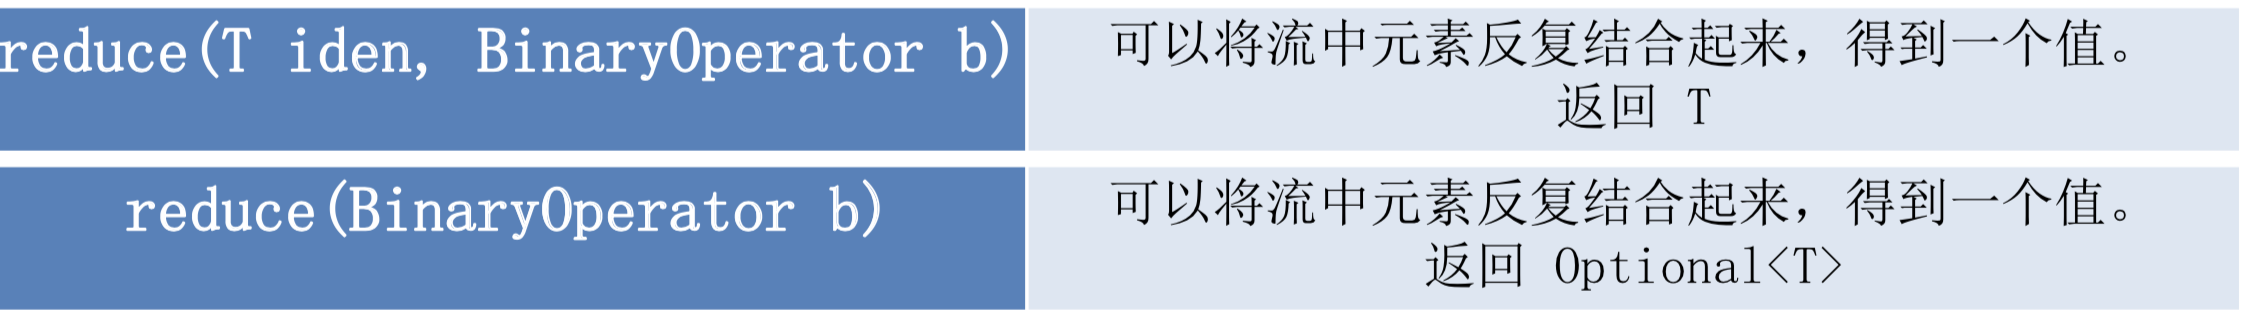 reduce(T iden, BinaryOperator b)
可以将流中元素反复结合起来，得到一个值。
返回 T
reduce(BinaryOperator b)
可以将流中元素反复结合起来，得到一个值。
返回 Optional<T>